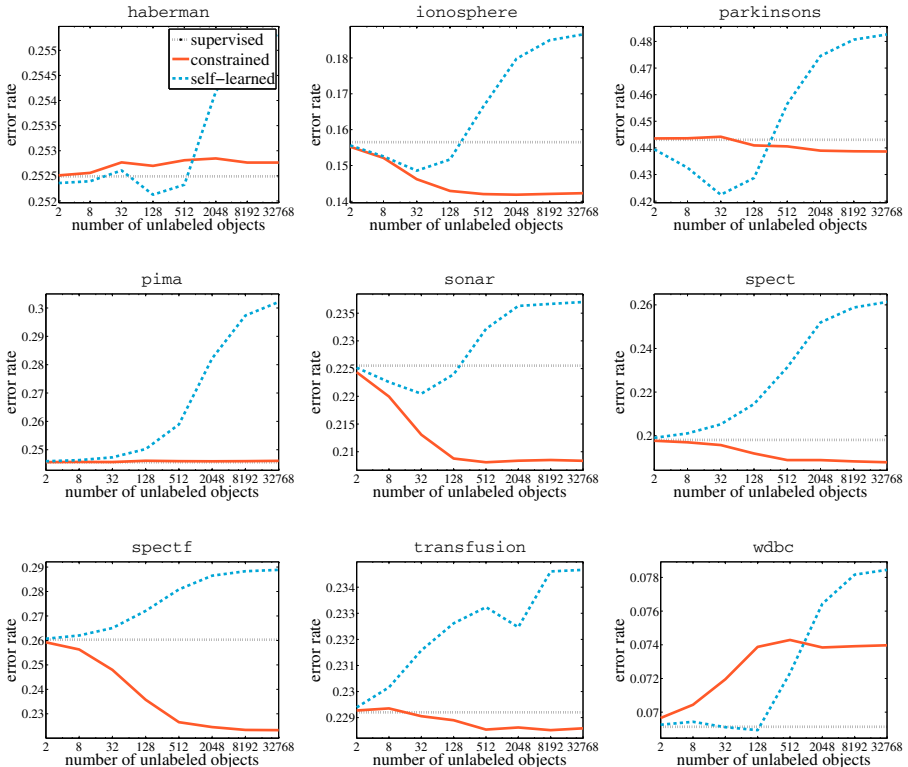 haberman
0.255
0.254
0.254
0.253
0.253
0.252
0.252
supervised
constrained
self-learned
error rate
2 8 32 128 512 2048 8192 32768
number of unlabeled objects
ionosphere
0.18
0.17
0.16
0.15
0.14
error rate
2 8 32 128 512 2048 8192 32768
number of unlabeled objects
parkinsons
0.48
0.46
0.44
0.43
0.42
error rate
2 8 32 128 512 2048 8192 32768
number of unlabeled objects
pima
0.3
0.29
0.28
0.27
0.26
0.25
error rate
2 8 32 128 512 2048 8192 32768
number of unlabeled objects
sonar
0.235
0.23
0.225
0.22
0.215
0.21
error rate
2 8 32 128 512 2048 8192 32768
number of unlabeled objects
spect
0.26
0.24
0.22
0.2
error rate
2 8 32 128 512 2048 8192 32768
number of unlabeled objects
spectf
0.29
0.28
0.27
0.26
0.25
0.24
0.23
error rate
2 8 32 128 512 2048 8192 32768
number of unlabeled objects
transfusion
0.234
0.233
0.232
0.231
0.23
0.229
error rate
2 8 32 128 512 2048 8192 32768
number of unlabeled objects
wdbc
0.078
0.076
0.074
0.072
0.07
error rate
2 8 32 128 512 2048 8192 32768
number of unlabeled objects